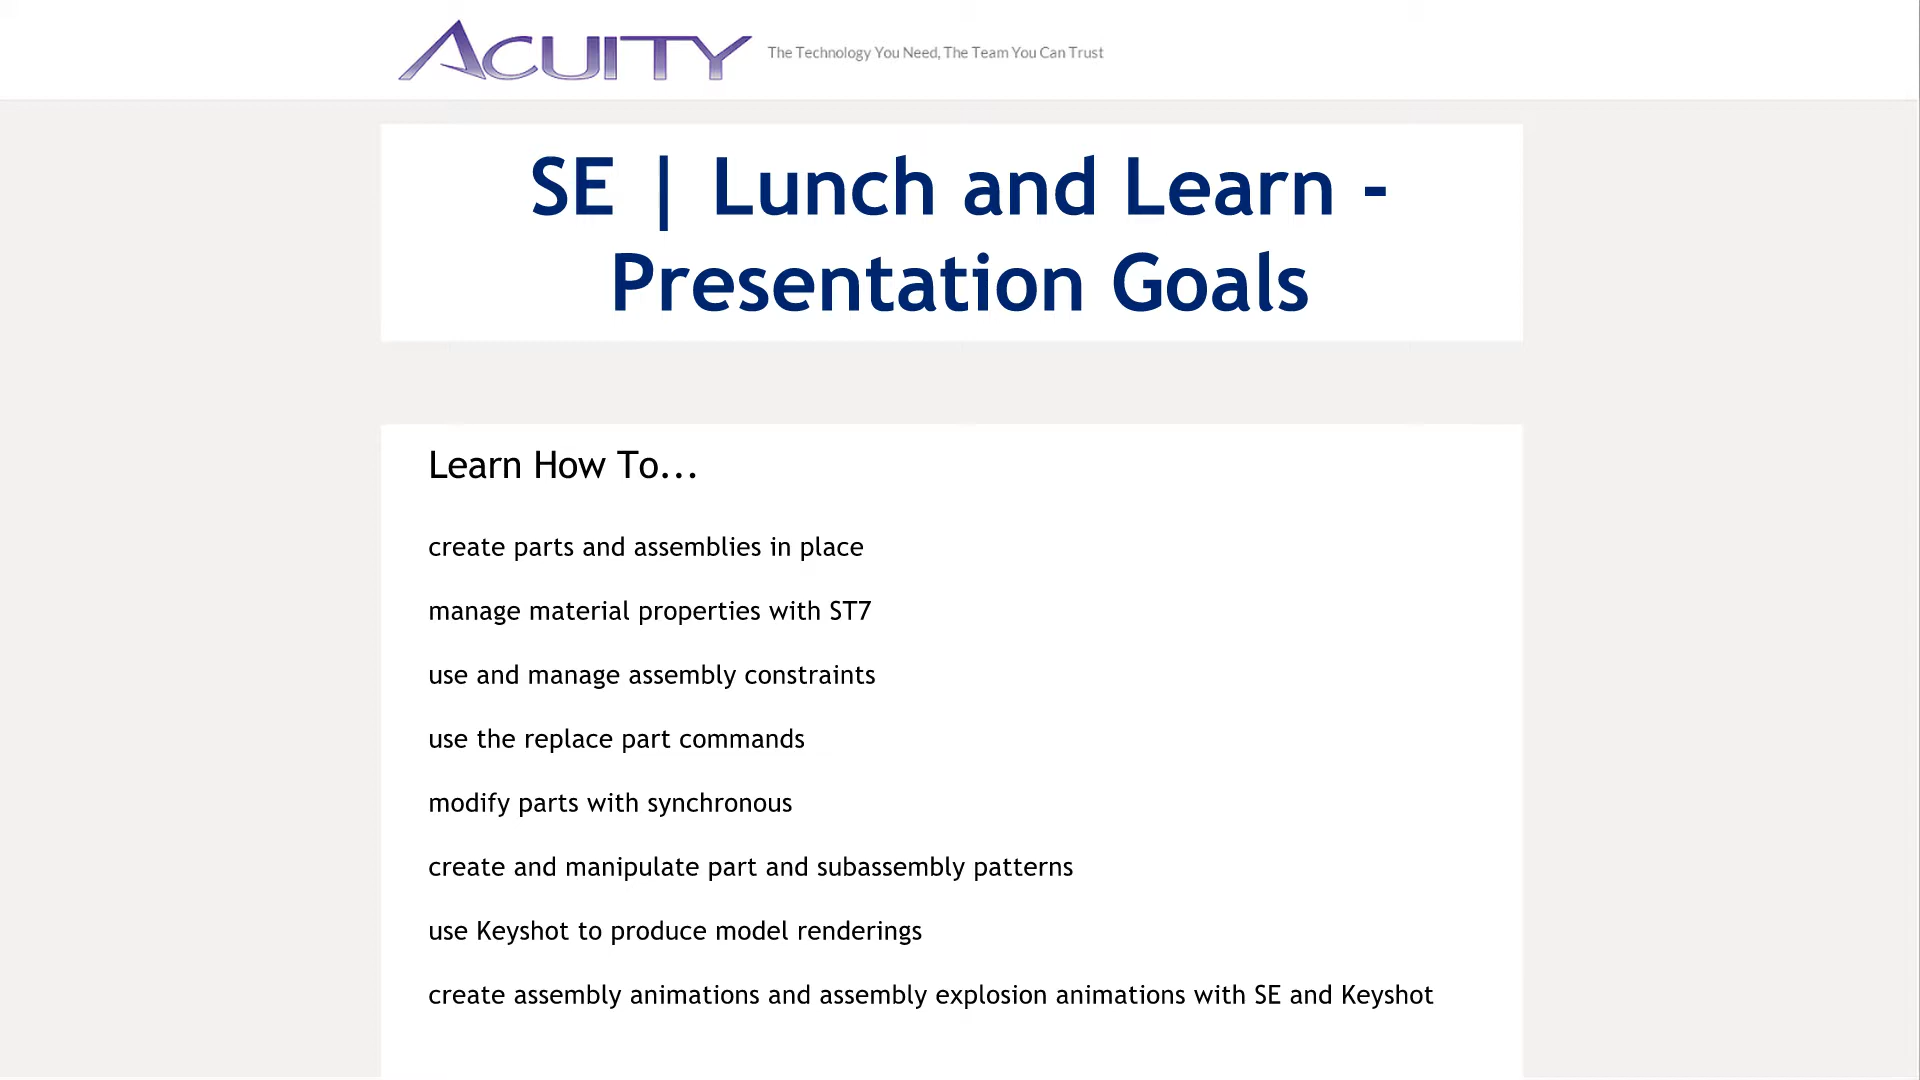 ACUITY The Technology You Need, The Team You Can Trust
SE | Lunch and Learn -
Presentation Goals
Learn How To...
create parts and assemblies in place
manage material properties with ST7
use and manage assembly constraints
use the replace part commands
modify parts with synchronous
create and manipulate part and subassembly patterns
use Keyshot to produce model renderings
create assembly animations and assembly explosion animations with SE and Keyshot